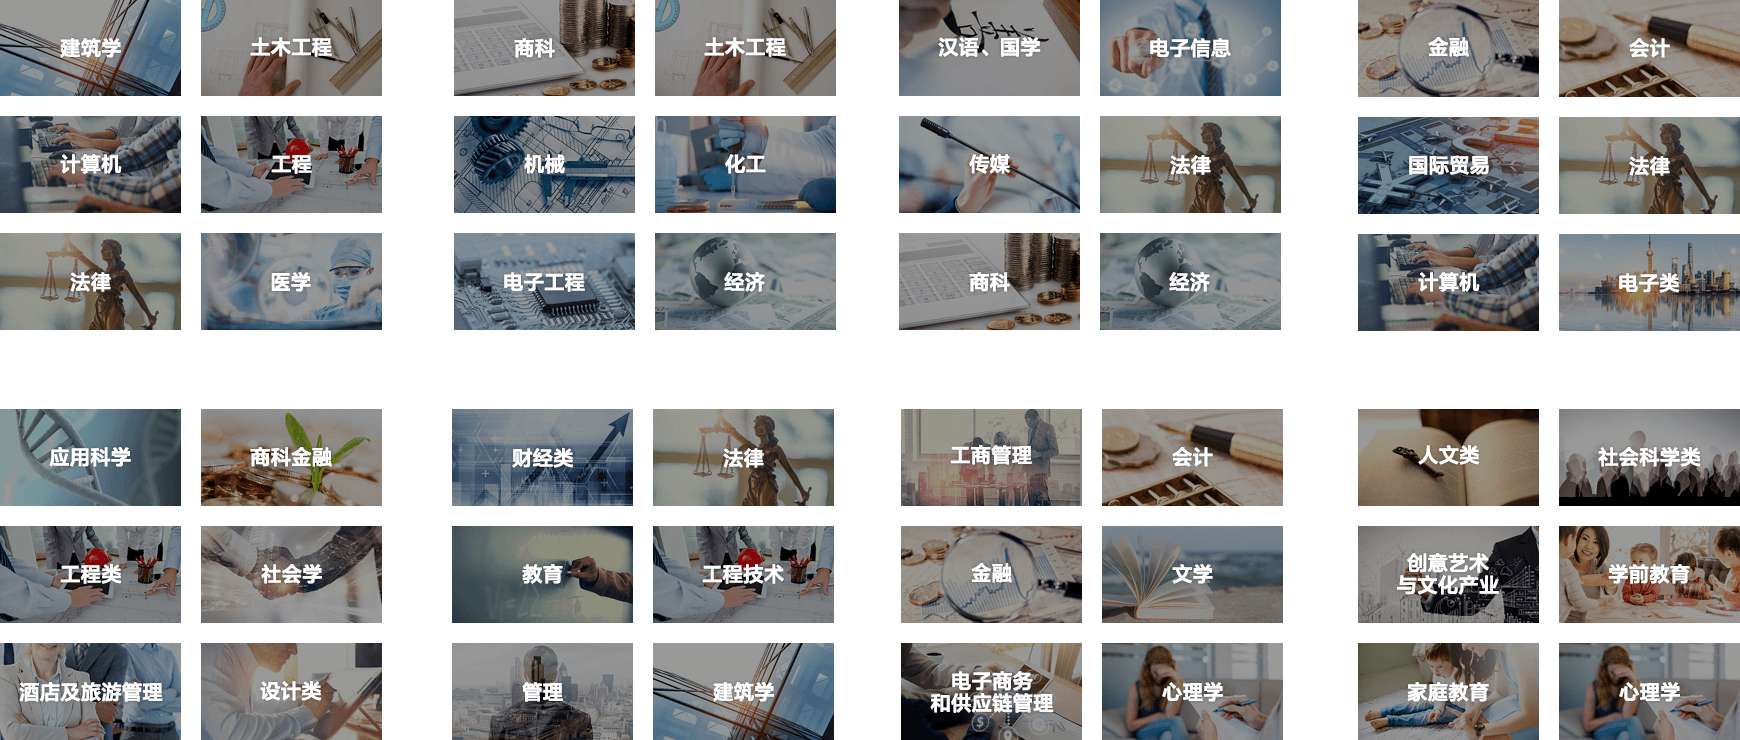 建筑学
土木工程
计算机
工程
法律
医学
商科
土木工程
机械
化工
电子工程
经济
汉语、国学
电子信息
传媒
法律
商科
经济
金融
会计
国际贸易
法律
计算机
电子类
应用科学
商科金融
工程类
社会学
酒店及旅游管理
设计类
财经类
法律
教育
工程技术
管理
建筑学
工商管理
会计
金融
文学
电子商务
和供应链管理
心理学
人文类
社会科学类
创意艺术
与文化产业
学前教育
家庭教育
心理学